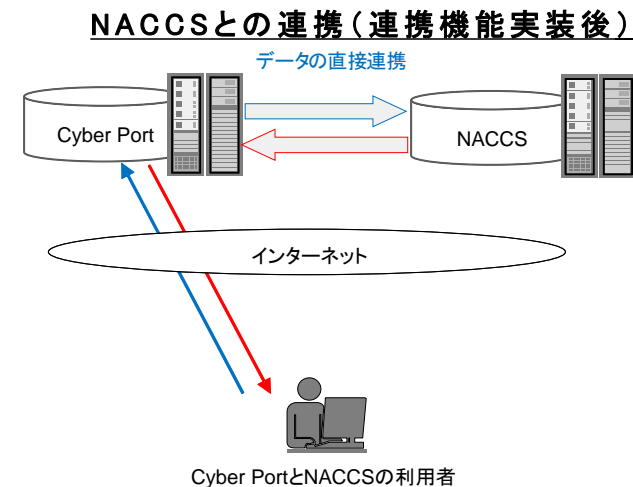 NACCSとの連携（連携機能実装後）
データの直接連携
Cyber Port
NACCS
インターネット
Cyber PortとNACCSの利用者